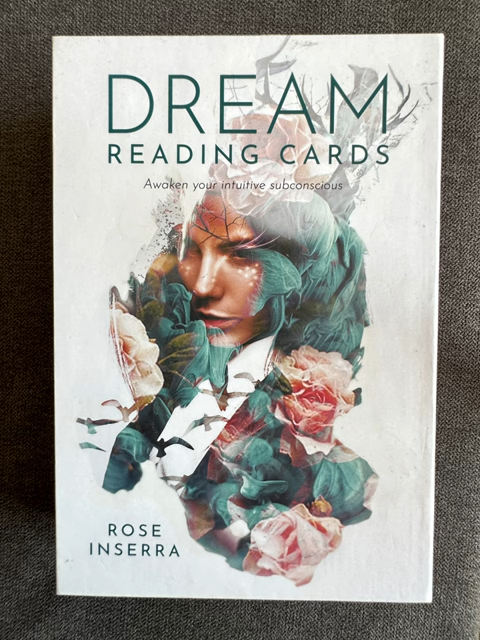 DREAM
READING CARDS
Awaken your intuitive subconscious
ROSE
INSERRA